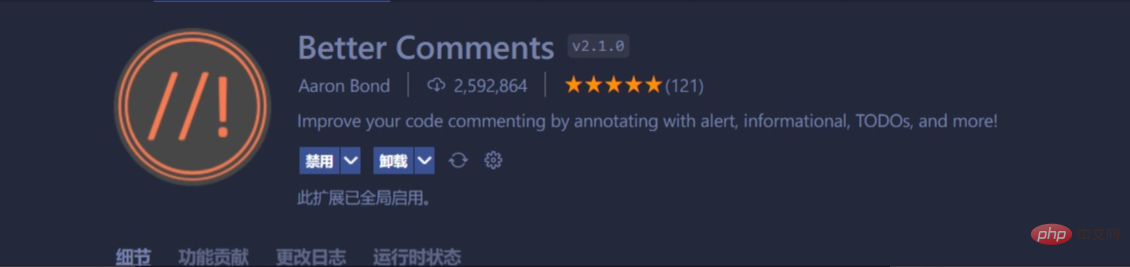 //!
Better Comments v2.1.0
Aaron Bond 2,592,864 (121)
Improve your code commenting by annotating with alert, informational, TODOs, and more!
禁用 卸载
此扩展已全局启用。
细节 功能贡献 更改日志 运行时状态
php 中文网